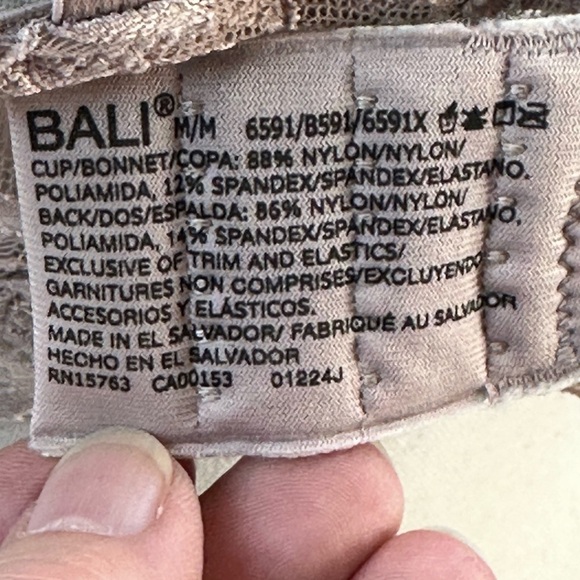 BALI® M/M 6591/B591/6591X
CUP/BONNET/COPA: 88% NYLON/NYLON/
POLIAMIDA, 12% SPANDEX/SPANDEX/ELASTANO.
BACK/DOS/ESPALDA: 86% NYLON/NYLON/
POLIAMIDA, 14% SPANDEX/SPANDEX/ELASTANO.
EXCLUSIVE OF TRIM AND ELASTICS/
GARNITURES NON COMPRISES/EXCLUYENDO
ACCESORIOS Y ELÁSTICOS.
MADE IN EL SALVADOR/ FABRIQUÉ AU SALVADOR
HECHO EN EL SALVADOR
RN15763 CA00153 01224J